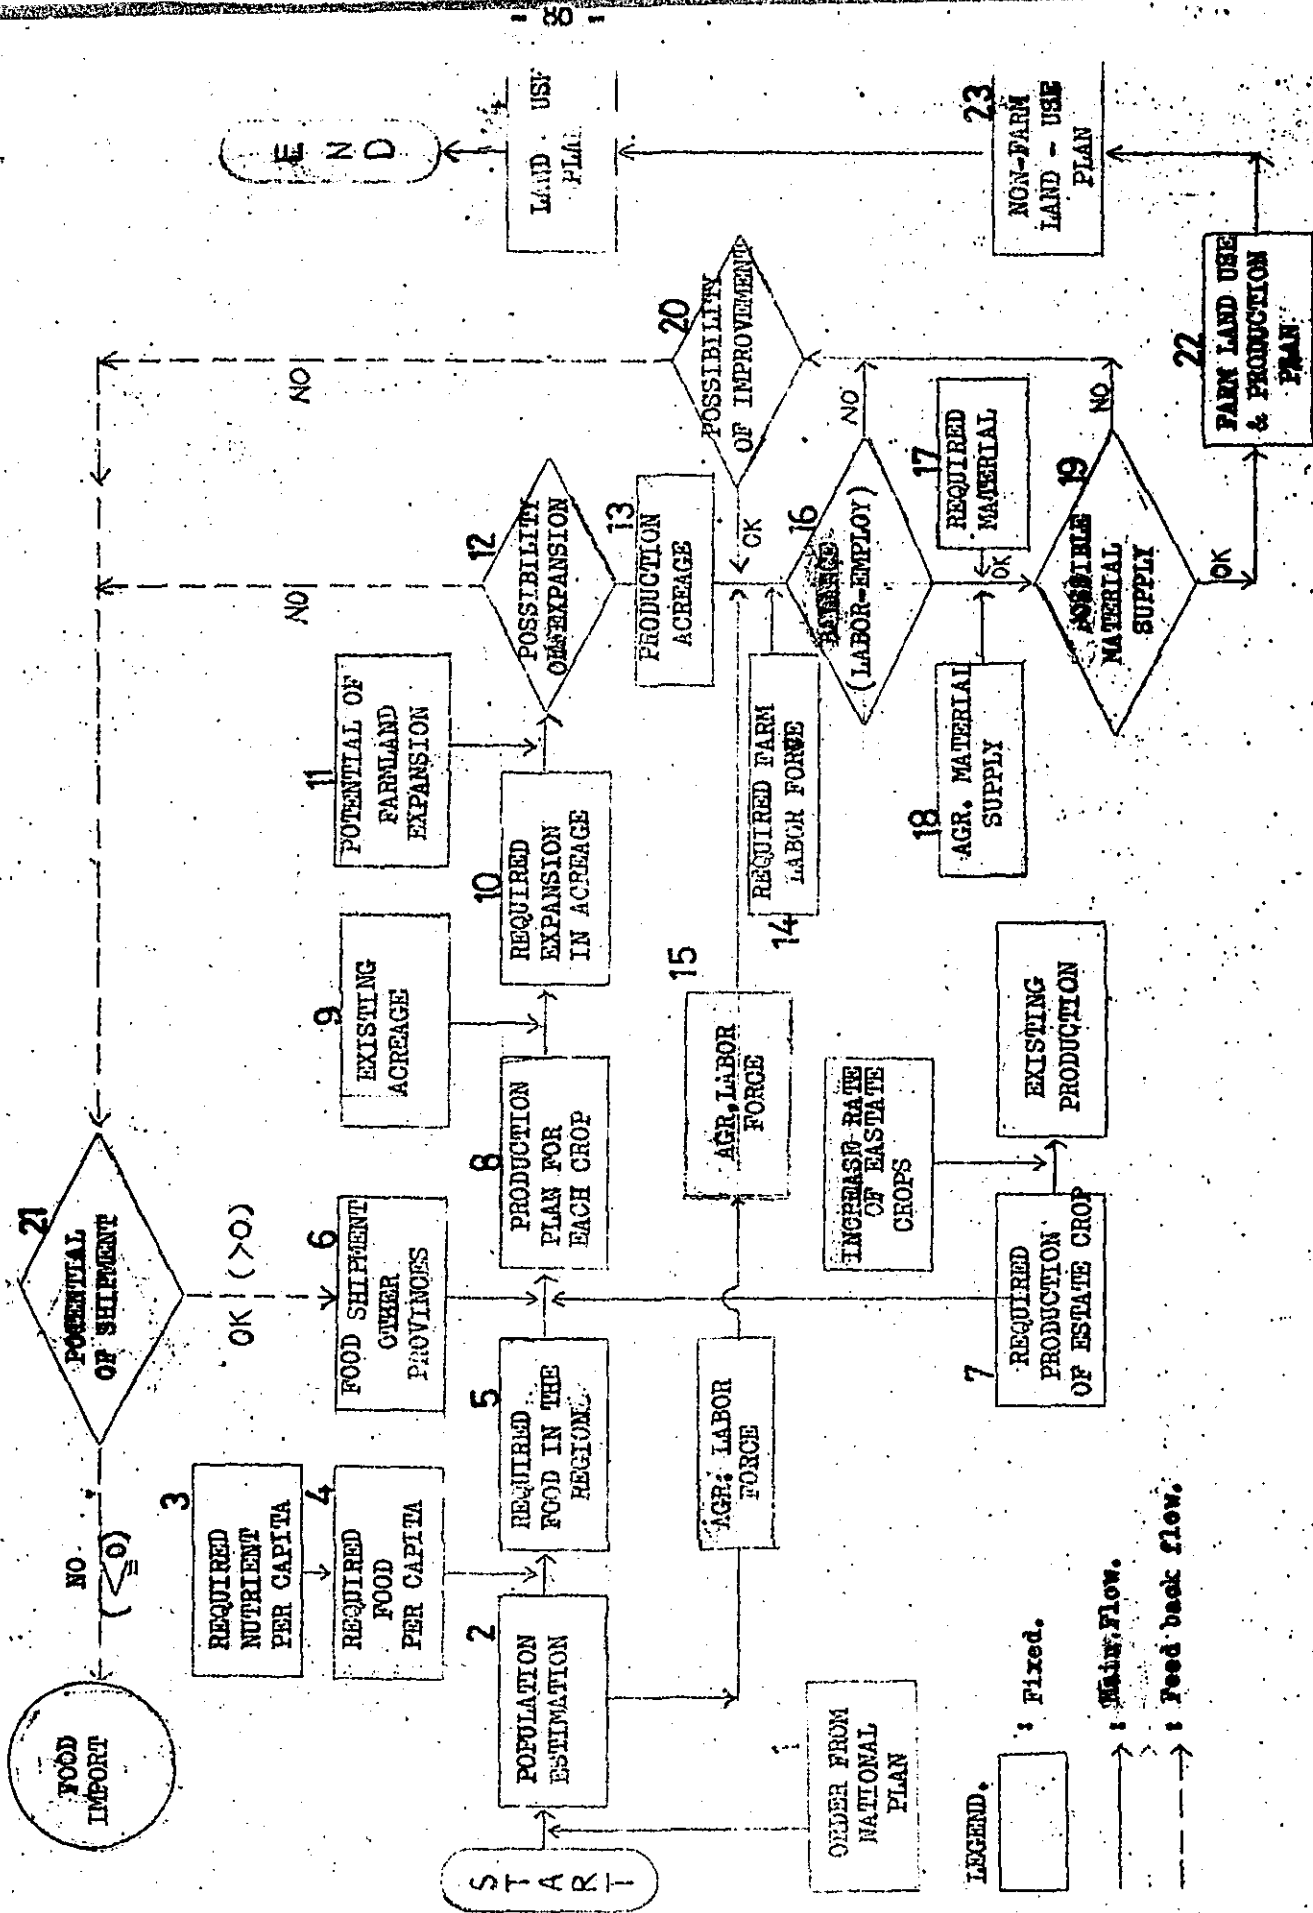 - 38 -
FOOD
IMPORT
NO
(≦0)
POTENTIAL
OF SHIPMENT
21
OK (>0)
3
REQUIRED
NUTRIENT
PER CAPITA
4
REQUIRED
FOOD
PER CAPITA
6
FOOD SHIPMENT
OTHER
PROVINCES
9
EXISTING
ACREAGE
11
POTENTIAL OF
FARMLAND
EXPANSION
NO
NO
END
START
2
POPULATION
ESTIMATION
5
REQUIRED
FOOD IN THE
REGION
8
PRODUCTION
PLAN FOR
EACH CROP
10
REQUIRED
EXPANSION
IN ACREAGE
12
POSSIBILITY
OF EXPANSION
13
PRODUCTION
ACREAGE
20
POSSIBILITY
OF IMPROVEMENT
OK
LAND - USE
PLAN
AGR. LABOR
FORCE
15
AGR. LABOR
FORCE
14
REQUIRED FARM
LABOR FORCE
16
BALANCE
(LABOR-EMPLOY)
NO
1
ORDER FROM
NATIONAL
PLAN
INCREASE RATE
OF EASTATE
CROPS
7
REQUIRED
PRODUCTION
OF ESTATE CROP
EXISTING
PRODUCTION
18
AGR. MATERIAL
SUPPLY
17
REQUIRED
MATERIAL
OK
19
POSSIBLE
MATERIAL
SUPPLY
NO
OK
23
NON-FARM
LAND - USE
PLAN
22
FARM LAND USE
& PRODUCTION
PLAN
LEGEND.
: Fixed.
: Main Flow.
: Feed back flow.